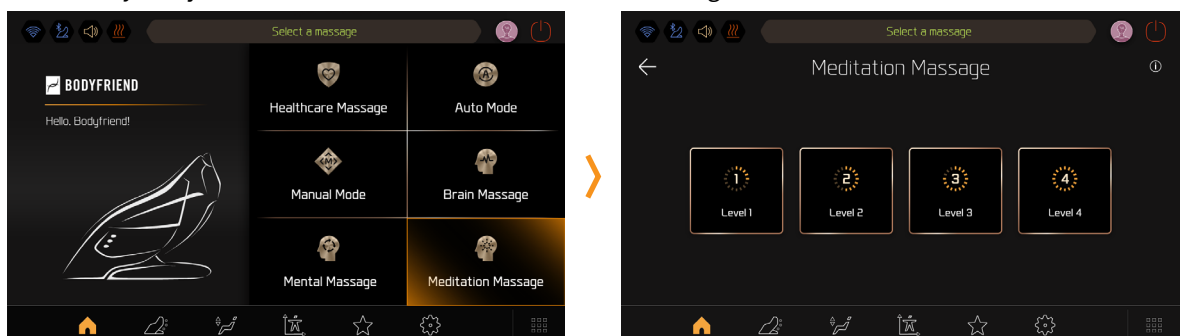 Select a massage
BODYFRIEND
Hello, Bodyfriend!
Healthcare Massage
A
Auto Mode
M
Manual Mode
Brain Massage
Mental Massage
Meditation Massage
Select a massage
Meditation Massage
1
Level 1
2
Level 2
3
Level 3
4
Level 4